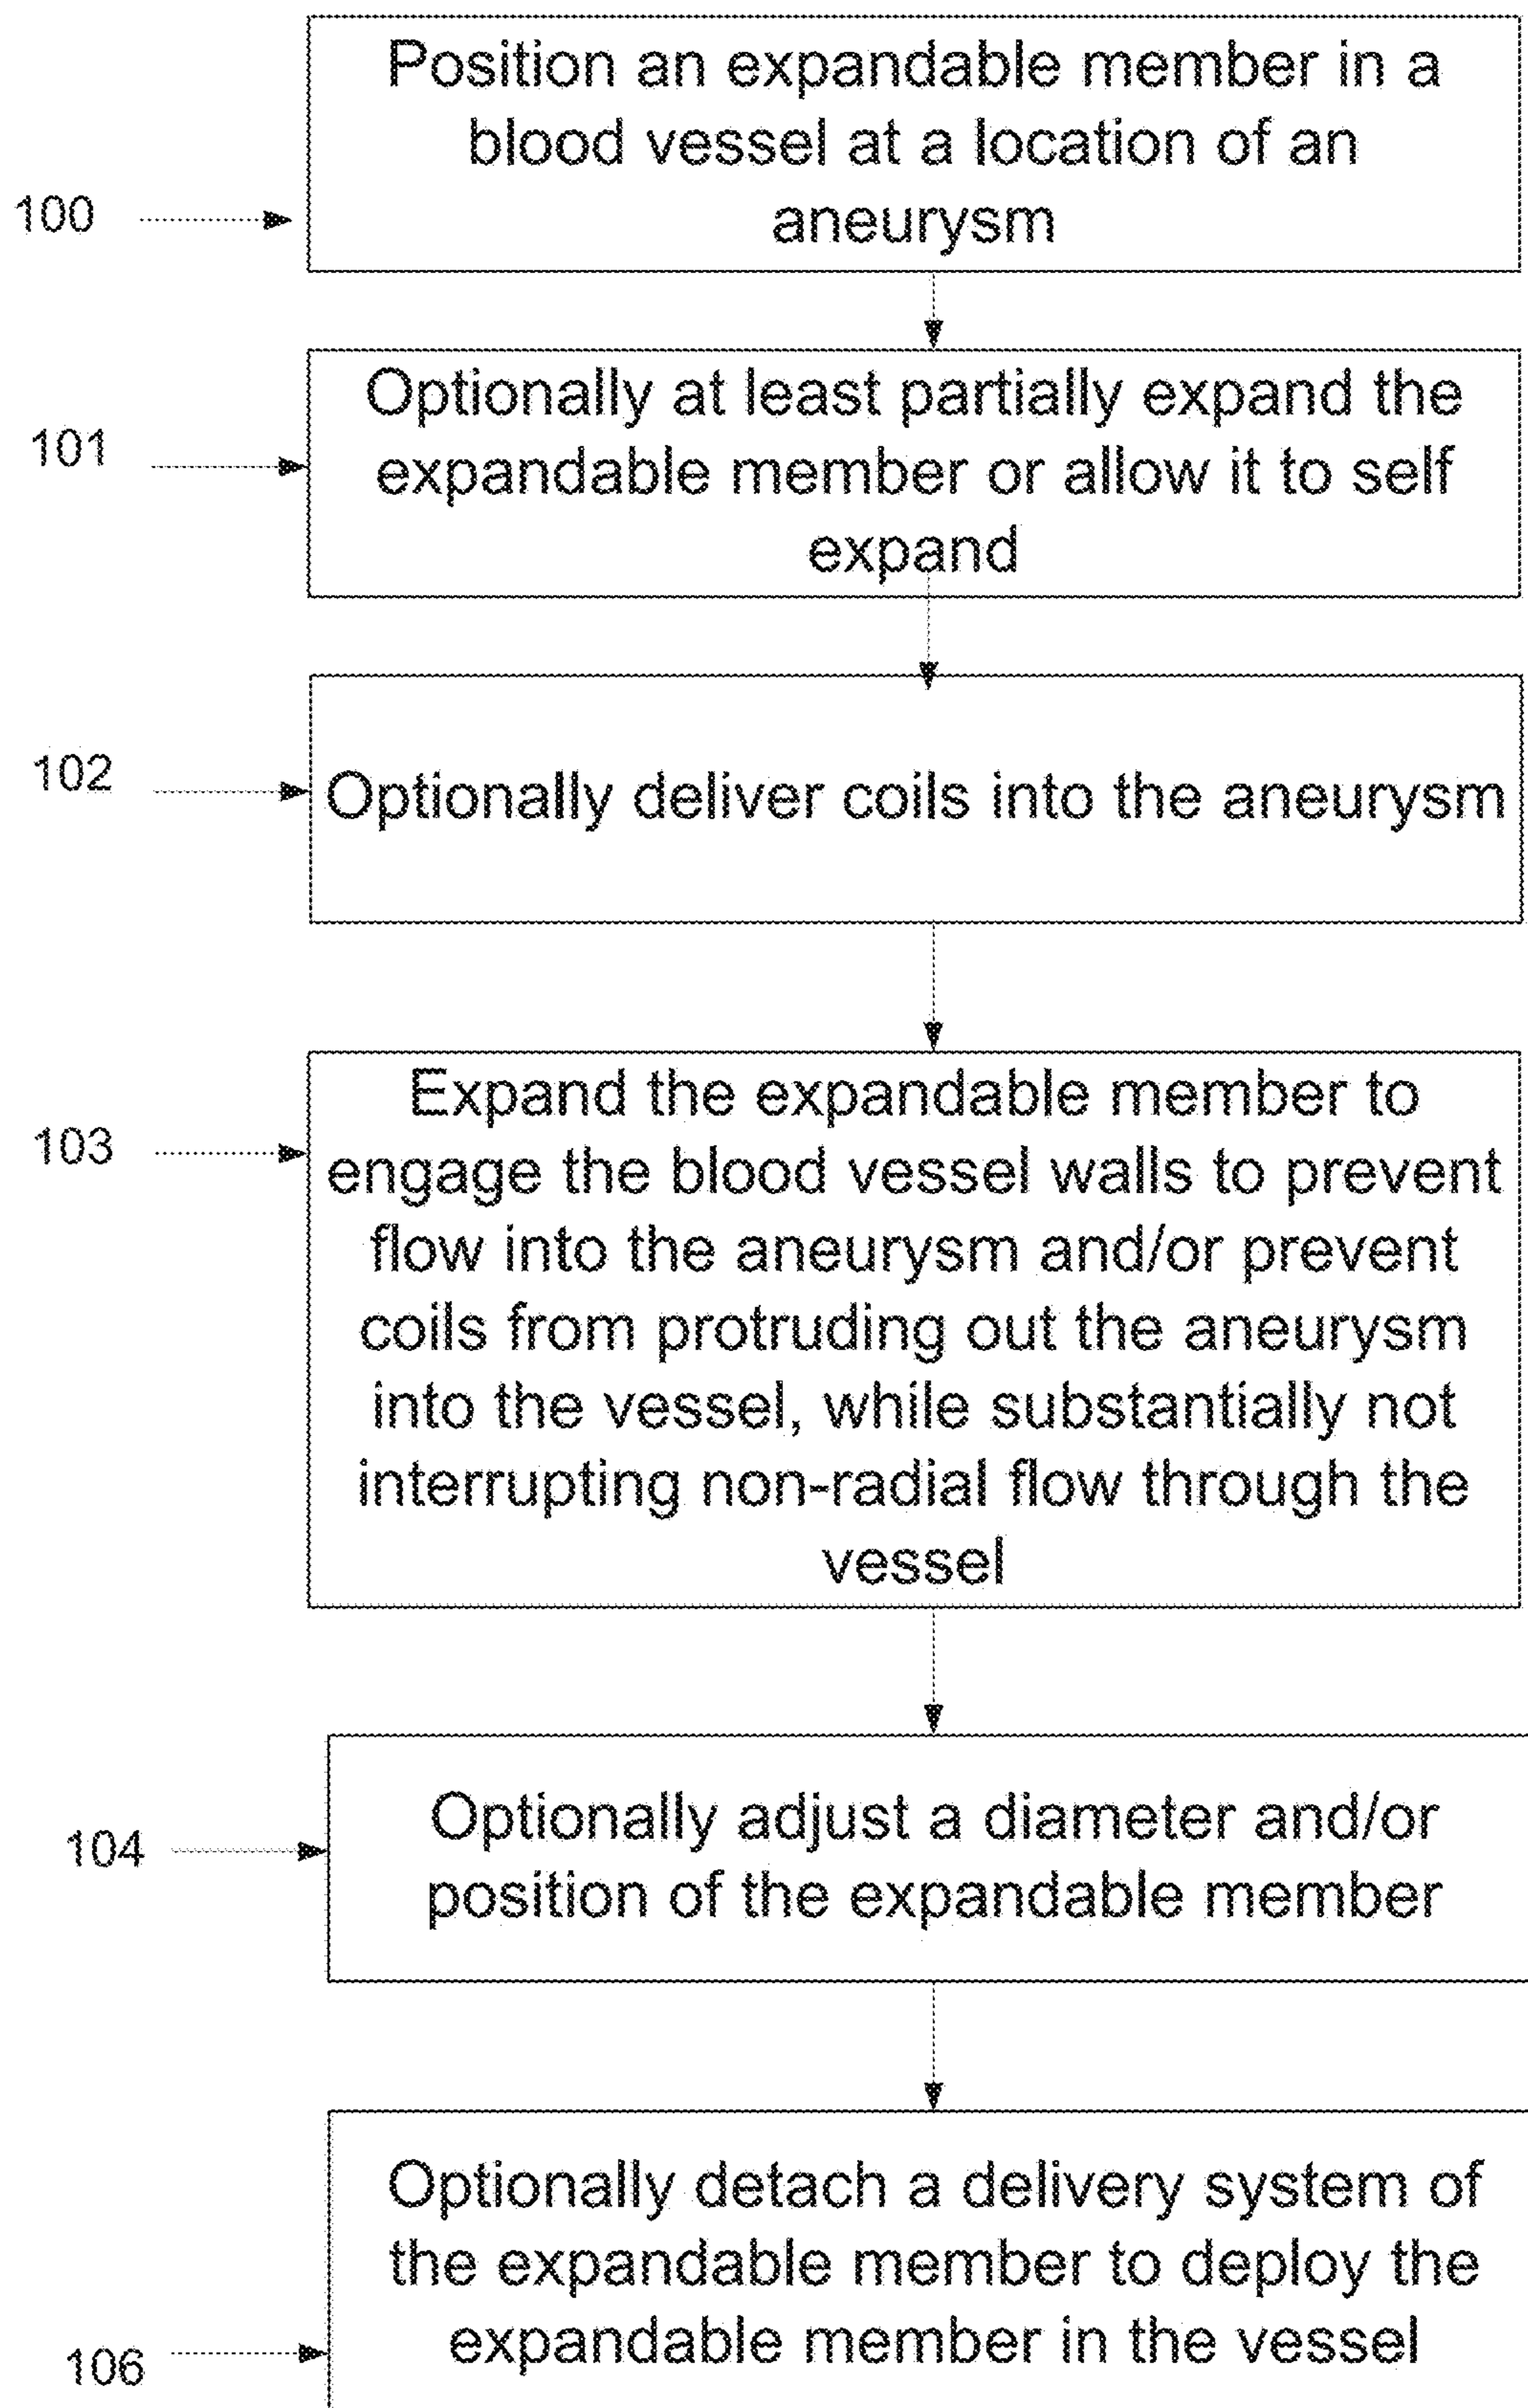 Position an expandable member in a
blood vessel at a location of an
aneurysm
100
Optionally at least partially expand the
expandable member or allow it to self
expand
101
Optionally deliver coils into the aneurysm
102
Expand the expandable member to
engage the blood vessel walls to prevent
flow into the aneurysm and/or prevent
coils from protruding out the aneurysm
into the vessel, while substantially not
interrupting non-radial flow through the
vessel
103
Optionally adjust a diameter and/or
position of the expandable member
104
Optionally detach a delivery system of
the expandable member to deploy the
expandable member in the vessel
106